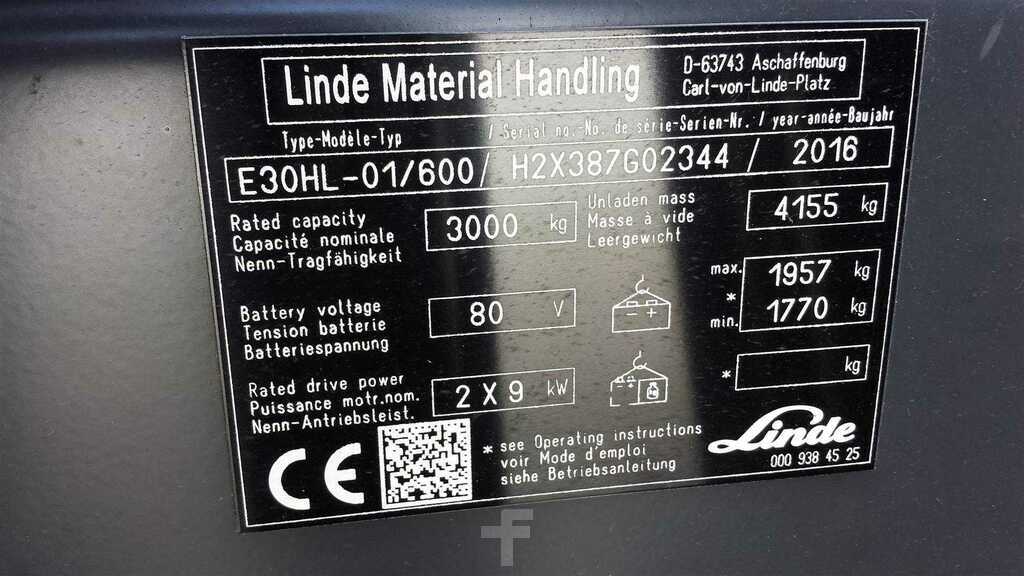 Linde Material Handling
D-63743 Aschaffenburg
Carl-von-Linde-Platz
Type-Modèle-Typ / Serial no.-No. de série-Serien-Nr. / year-année-Baujahr
E30HL-01/600 / H2X387G02344 / 2016
Rated capacity
Capacité nominale
Nenn-Tragfähigkeit
3000 kg
Unladen mass
Masse à vide
Leergewicht
4155 kg
Battery voltage
Tension batterie
Batteriespannung
80 V
- +
max. 1957 kg
*
min. 1770 kg
Rated drive power
Puissance motr.nom.
Nenn-Antriebsleist.
2 X 9 kW
- +
kg
* kg
CE
* see Operating instructions
voir Mode d'emploi
siehe Betriebsanleitung
Linde
000 938 45 25
F